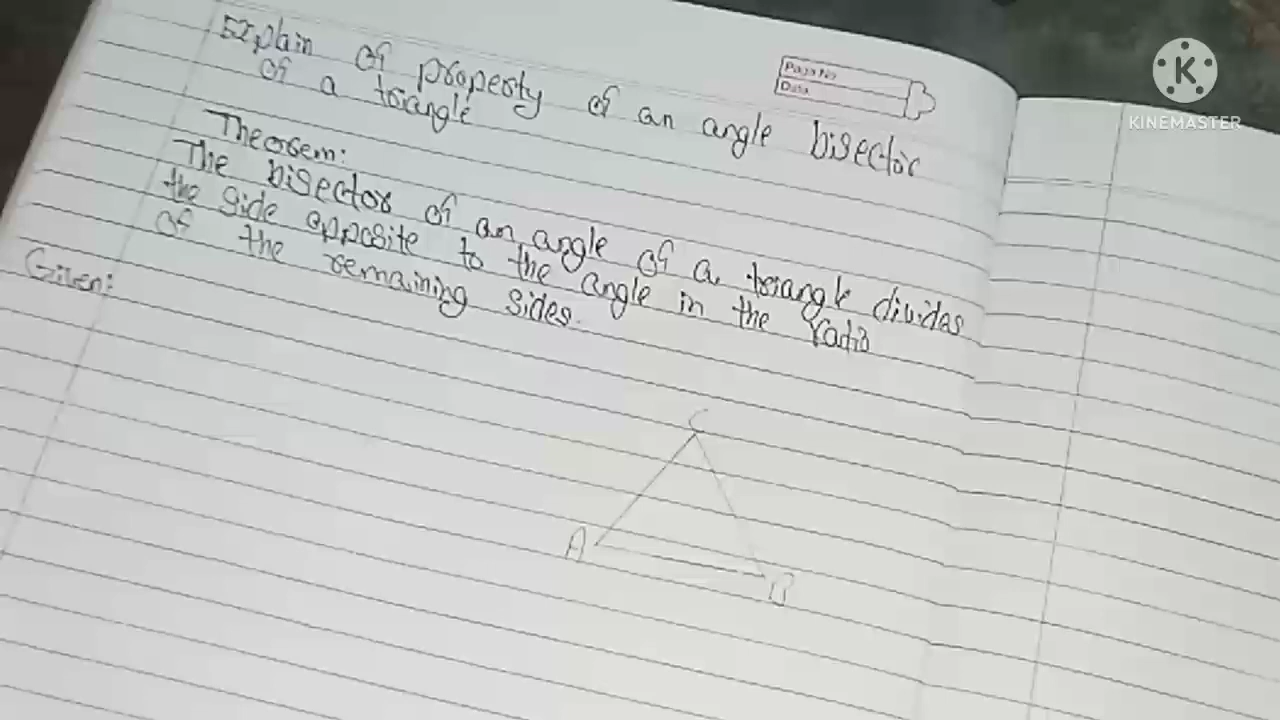 Explain of property of an angle bisector
of a triangle
Page No
Date
Theorem:
The bisector of an angle of a triangle divides
the side opposite to the angle in the ratio
of the remaining sides.
Given:
C
A
B
K
KINEMASTER